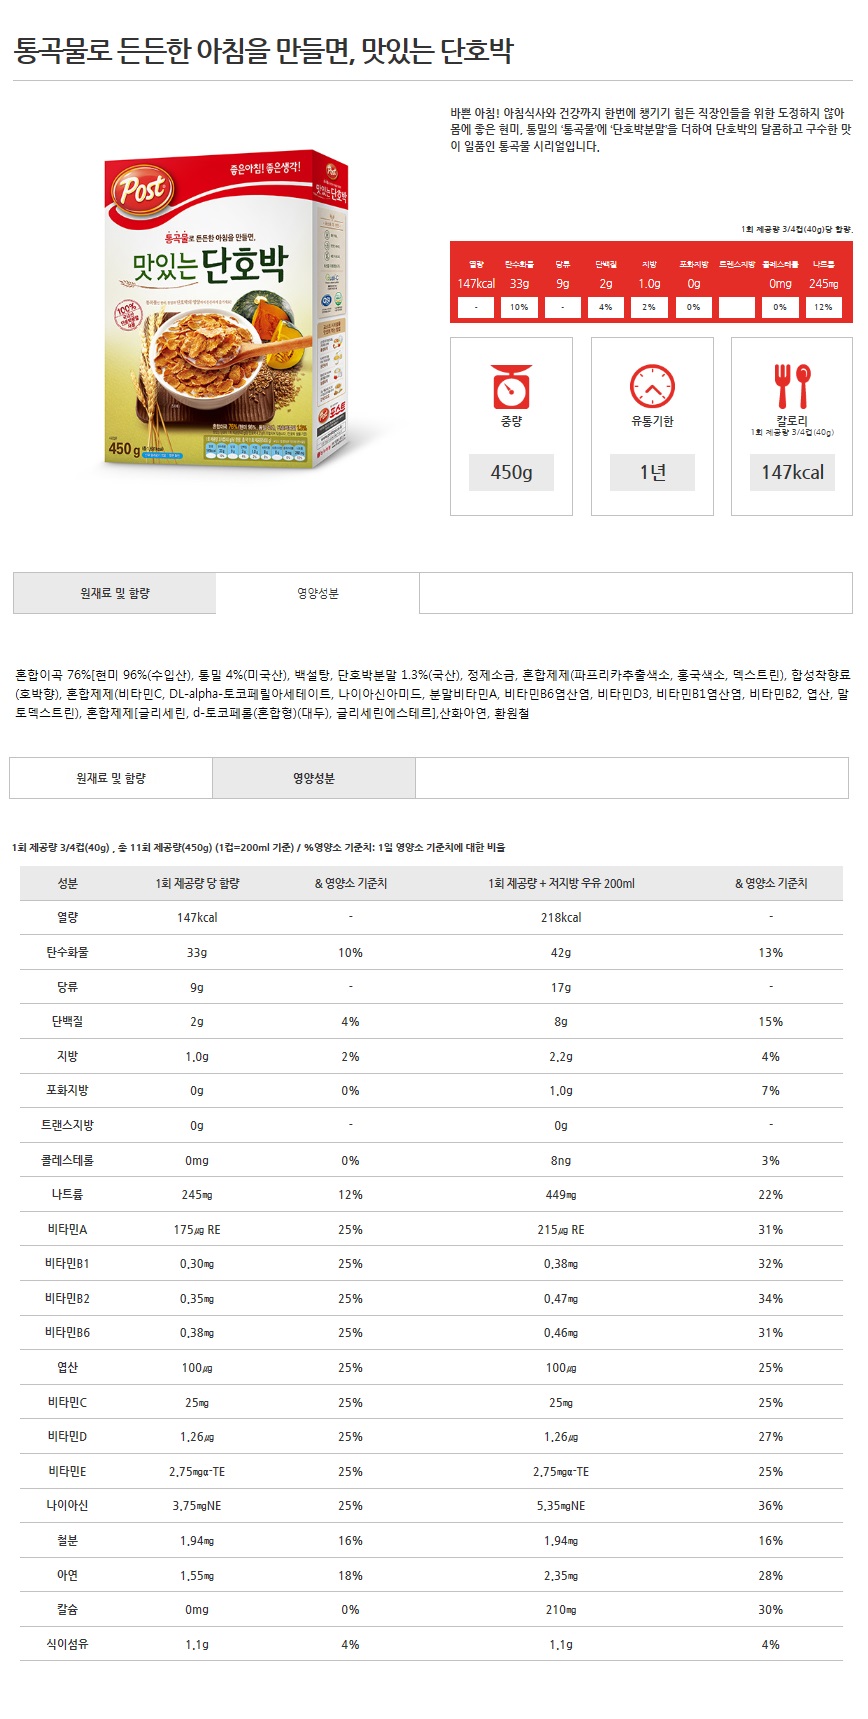 통곡물로 든든한 아침을 만들면, 맛있는 단호박
바쁜 아침! 아침식사와 건강까지 한번에 챙기기 힘든 직장인들을 위한 도정하지 않아
몸에 좋은 현미, 통밀의 '통곡물'에 '단호박분말'을 더하여 단호박의 달콤하고 구수한 맛
이 일품인 통곡물 시리얼입니다.
좋은아침! 좋은생각!
Post
통곡물로 든든한 아침을 만들면,
맛있는 단호박
100%
450g
Post
맛있는 단호박
Post 포스트
1회 제공량 3/4컵(40g)당 함량.
열량 탄수화물 당류 단백질 지방 포화지방 트랜스지방 콜레스테롤 나트륨
147kcal 33g 9g 2g 1.0g 0g 0mg 245㎎
- 10% - 4% 2% 0% 0% 12%
중량 유통기한 칼로리
1회 제공량 3/4컵(40g)
450g 1년 147kcal
원재료 및 함량 영양성분
혼합이곡 76%[현미 96%(수입산), 통밀 4%(미국산), 백설탕, 단호박분말 1.3%(국산), 정제소금, 혼합제제(파프리카추출색소, 홍국색소, 덱스트린), 합성착향료
(호박향), 혼합제제(비타민C, DL-alpha-토코페릴아세테이트, 나이아신아미드, 분말비타민A, 비타민B6염산염, 비타민D3, 비타민B1염산염, 비타민B2, 엽산, 말
토덱스트린), 혼합제제[글리세린, d-토코페롤(혼합형)(대두), 글리세린에스테르],산화아연, 환원철
원재료 및 함량 영양성분
1회 제공량 3/4컵(40g) , 총 11회 제공량(450g) (1컵=200ml 기준) / %영양소 기준치: 1일 영양소 기준치에 대한 비율
성분 1회 제공량 당 함량 & 영양소 기준치 1회 제공량 + 저지방 우유 200ml & 영양소 기준치
열량 147kcal - 218kcal -
탄수화물 33g 10% 42g 13%
당류 9g - 17g -
단백질 2g 4% 8g 15%
지방 1.0g 2% 2.2g 4%
포화지방 0g 0% 1.0g 7%
트랜스지방 0g - 0g -
콜레스테롤 0mg 0% 8ng 3%
나트륨 245㎎ 12% 449㎎ 22%
비타민A 175㎍ RE 25% 215㎍ RE 31%
비타민B1 0.30㎎ 25% 0.38㎎ 32%
비타민B2 0.35㎎ 25% 0.47㎎ 34%
비타민B6 0.38㎎ 25% 0.46㎎ 31%
엽산 100㎍ 25% 100㎍ 25%
비타민C 25㎎ 25% 25㎎ 25%
비타민D 1.26㎍ 25% 1.26㎍ 27%
비타민E 2.75㎎α-TE 25% 2.75㎎α-TE 25%
나이아신 3.75㎎NE 25% 5.35㎎NE 36%
철분 1.94㎎ 16% 1.94㎎ 16%
아연 1.55㎎ 18% 2.35㎎ 28%
칼슘 0mg 0% 210㎎ 30%
식이섬유 1.1g 4% 1.1g 4%